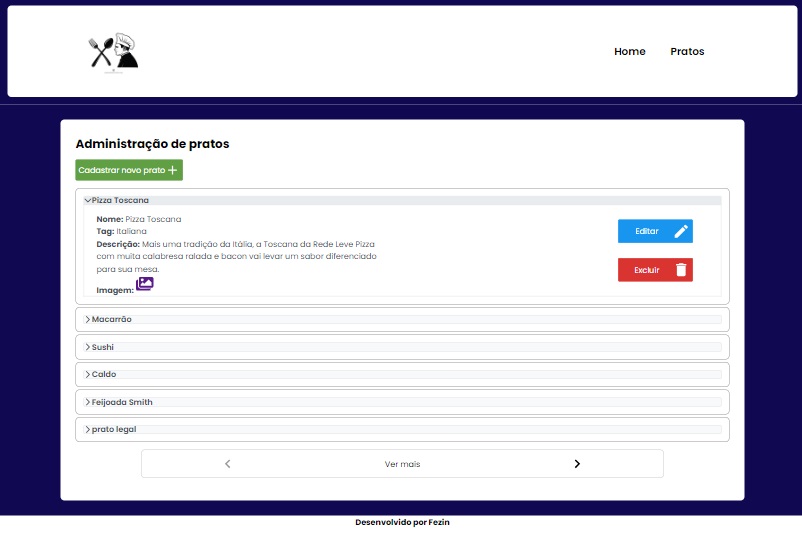 Home Pratos
Administração de pratos
Cadastrar novo prato
Pizza Toscana
Nome: Pizza Toscana
Tag: Italiana
Descrição: Mais uma tradição da Itália, a Toscana da Rede Leve Pizza
com muita calabresa ralada e bacon vai levar um sabor diferenciado
para sua mesa.
Imagem:
Editar
Excluir
Macarrão
Sushi
Caldo
Feijoada Smith
prato legal
Ver mais
Desenvolvido por Fezin